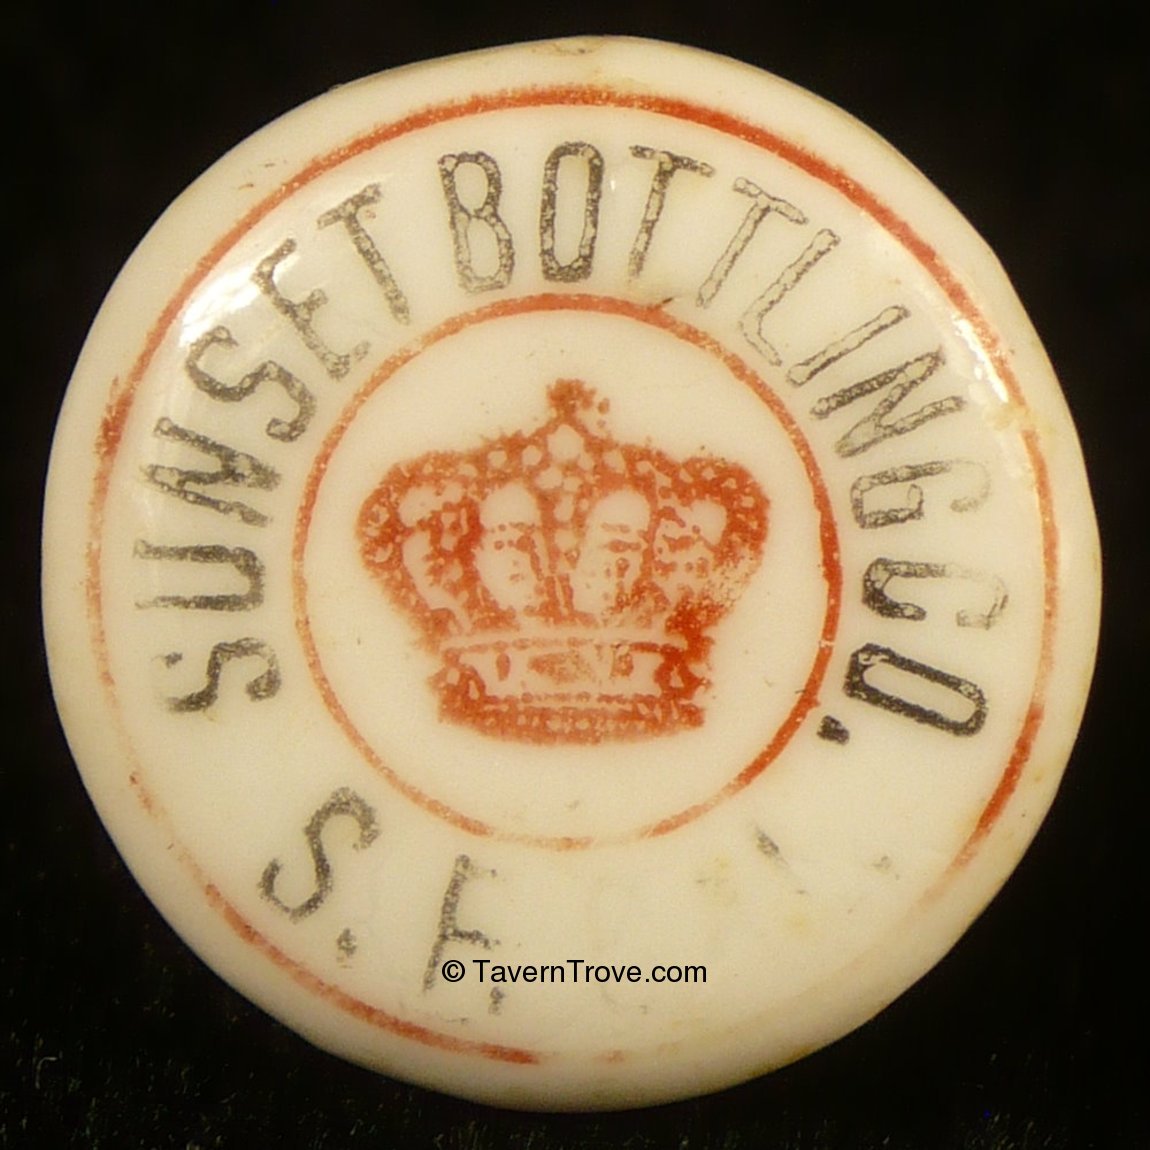 SUNSET BOTTLING CO.
S. F.
© TavernTrove.com